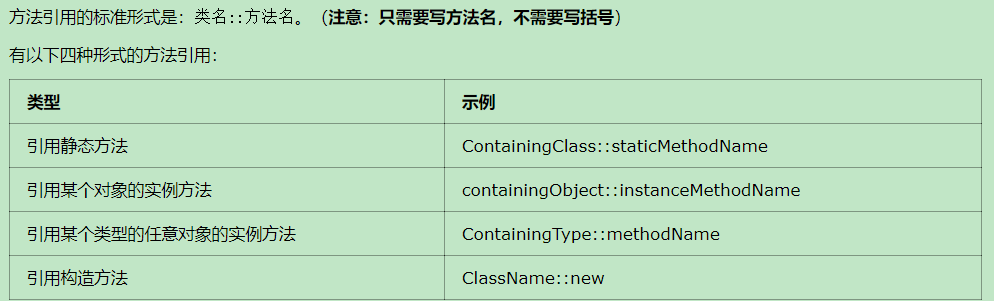 方法引用的标准形式是：类名::方法名。（注意：只需要写方法名，不需要写括号）
有以下四种形式的方法引用：
类型 示例
引用静态方法 ContainingClass::staticMethodName
引用某个对象的实例方法 containingObject::instanceMethodName
引用某个类型的任意对象的实例方法 ContainingType::methodName
引用构造方法 ClassName::new